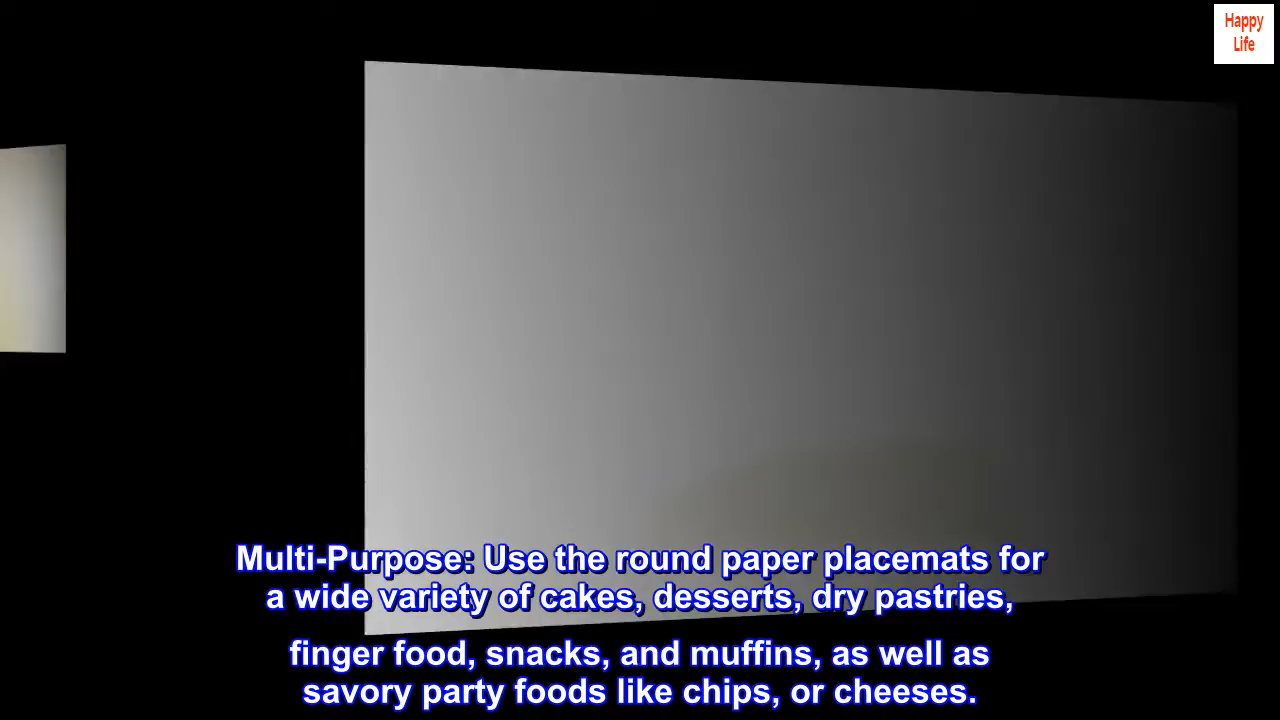 Happy
Life
Multi-Purpose: Use the round paper placemats for
a wide variety of cakes, desserts, dry pastries,
finger food, snacks, and muffins, as well as
savory party foods like chips, or cheeses.